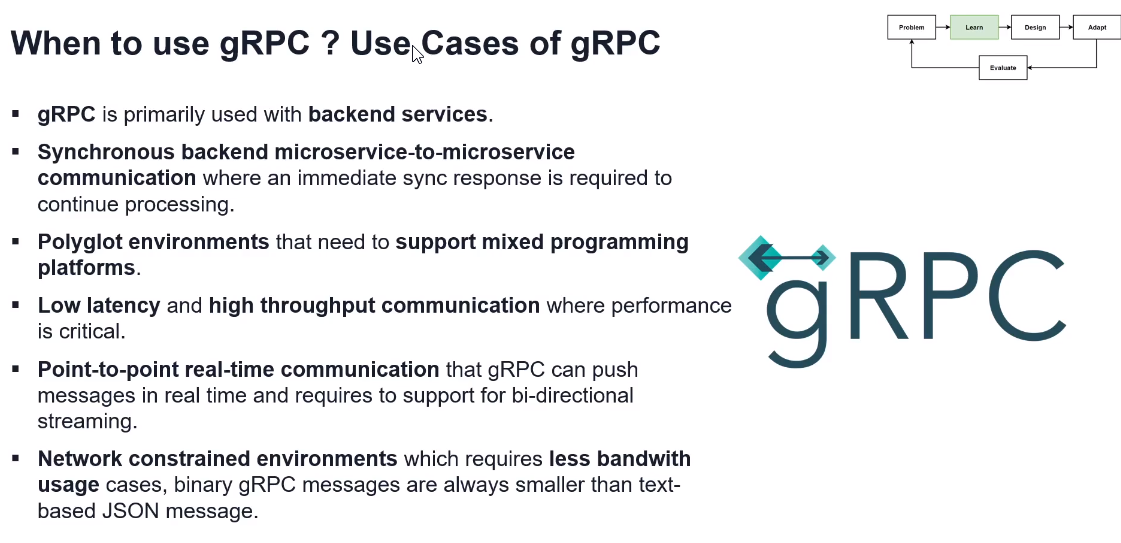 When to use gRPC ? Use Cases of gRPC
Problem
Learn
Design
Adapt
Evaluate
▪ gRPC is primarily used with backend services.
▪ Synchronous backend microservice-to-microservice
communication where an immediate sync response is required to
continue processing.
▪ Polyglot environments that need to support mixed programming
platforms.
▪ Low latency and high throughput communication where performance
is critical.
▪ Point-to-point real-time communication that gRPC can push
messages in real time and requires to support for bi-directional
streaming.
▪ Network constrained environments which requires less bandwith
usage cases, binary gRPC messages are always smaller than text-
based JSON message.
gRPC